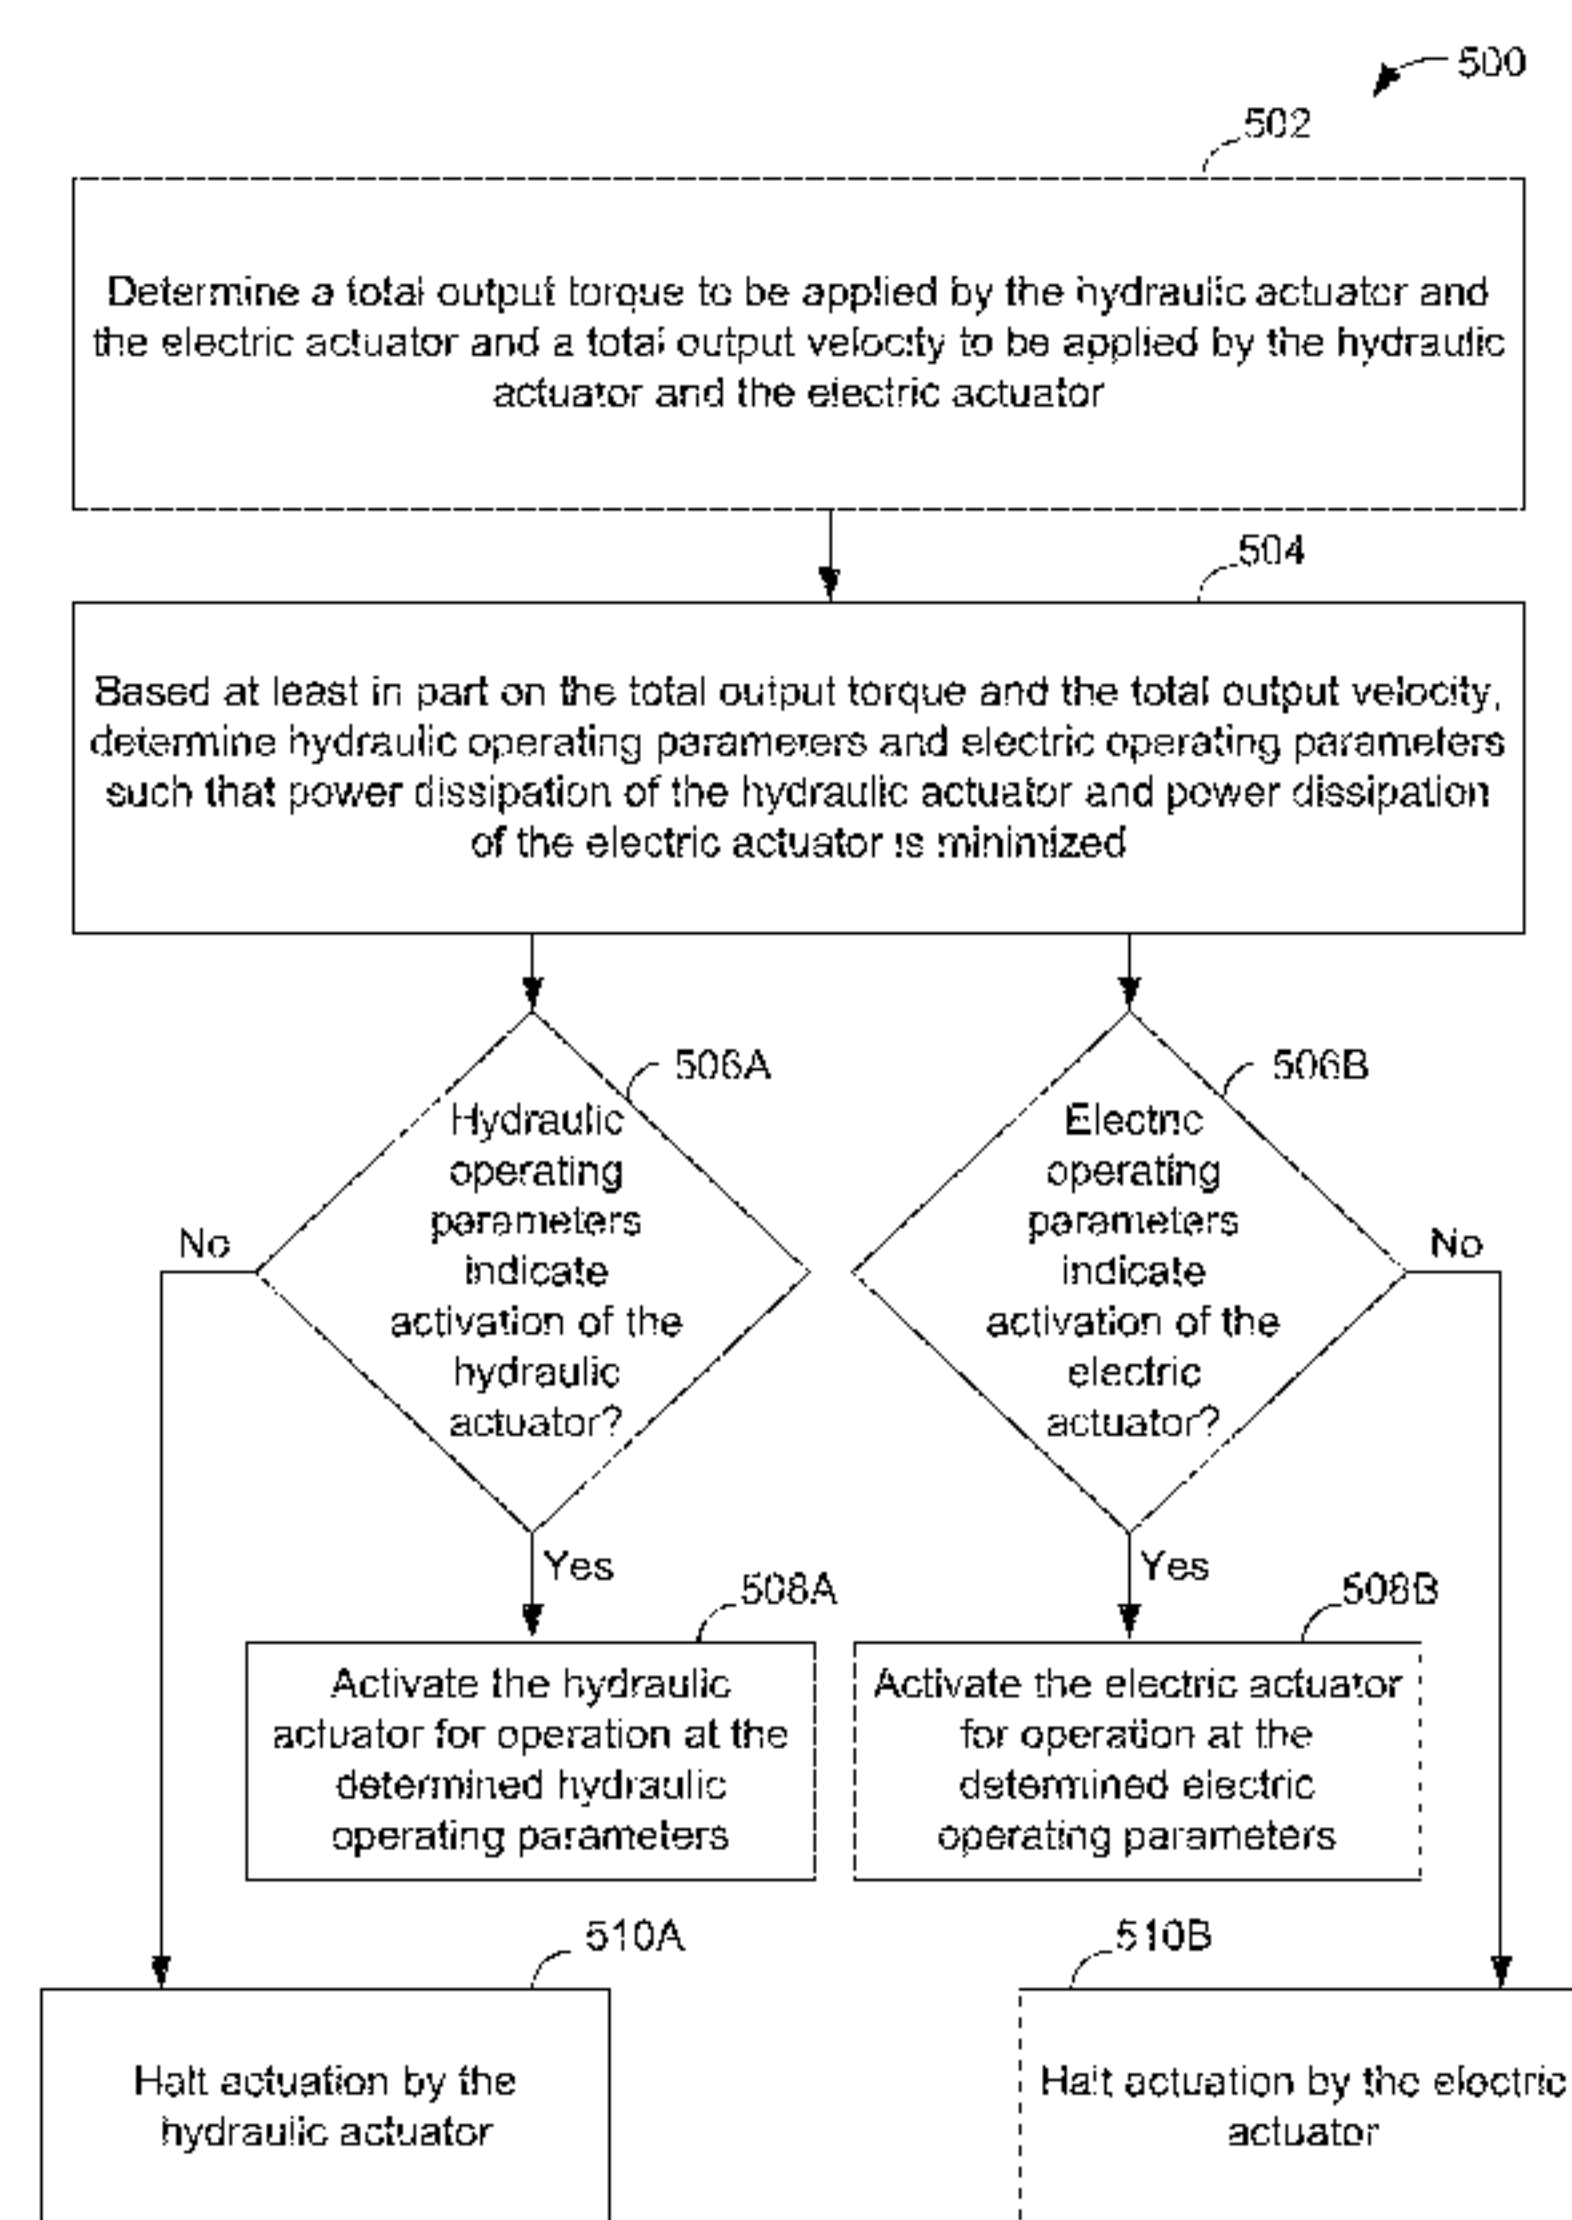 500
502
Determine a total output torque to be applied by the hydraulic actuator and
the electric actuator and a total output velocity to be applied by the hydraulic
actuator and the electric actuator
504
Based at least in part on the total output torque and the total output velocity,
determine hydraulic operating parameters and electric operating parameters
such that power dissipation of the hydraulic actuator and power dissipation
of the electric actuator is minimized
506A
Hydraulic
operating
parameters
indicate
activation of the
hydraulic
actuator?
No
Yes
506B
Electric
operating
parameters
indicate
activation of the
electric
actuator?
No
Yes
508A
Activate the hydraulic
actuator for operation at the
determined hydraulic
operating parameters
508B
Activate the electric actuator
for operation at the
determined electric
operating parameters
510A
Halt actuation by the
hydraulic actuator
510B
Halt actuation by the electric
actuator